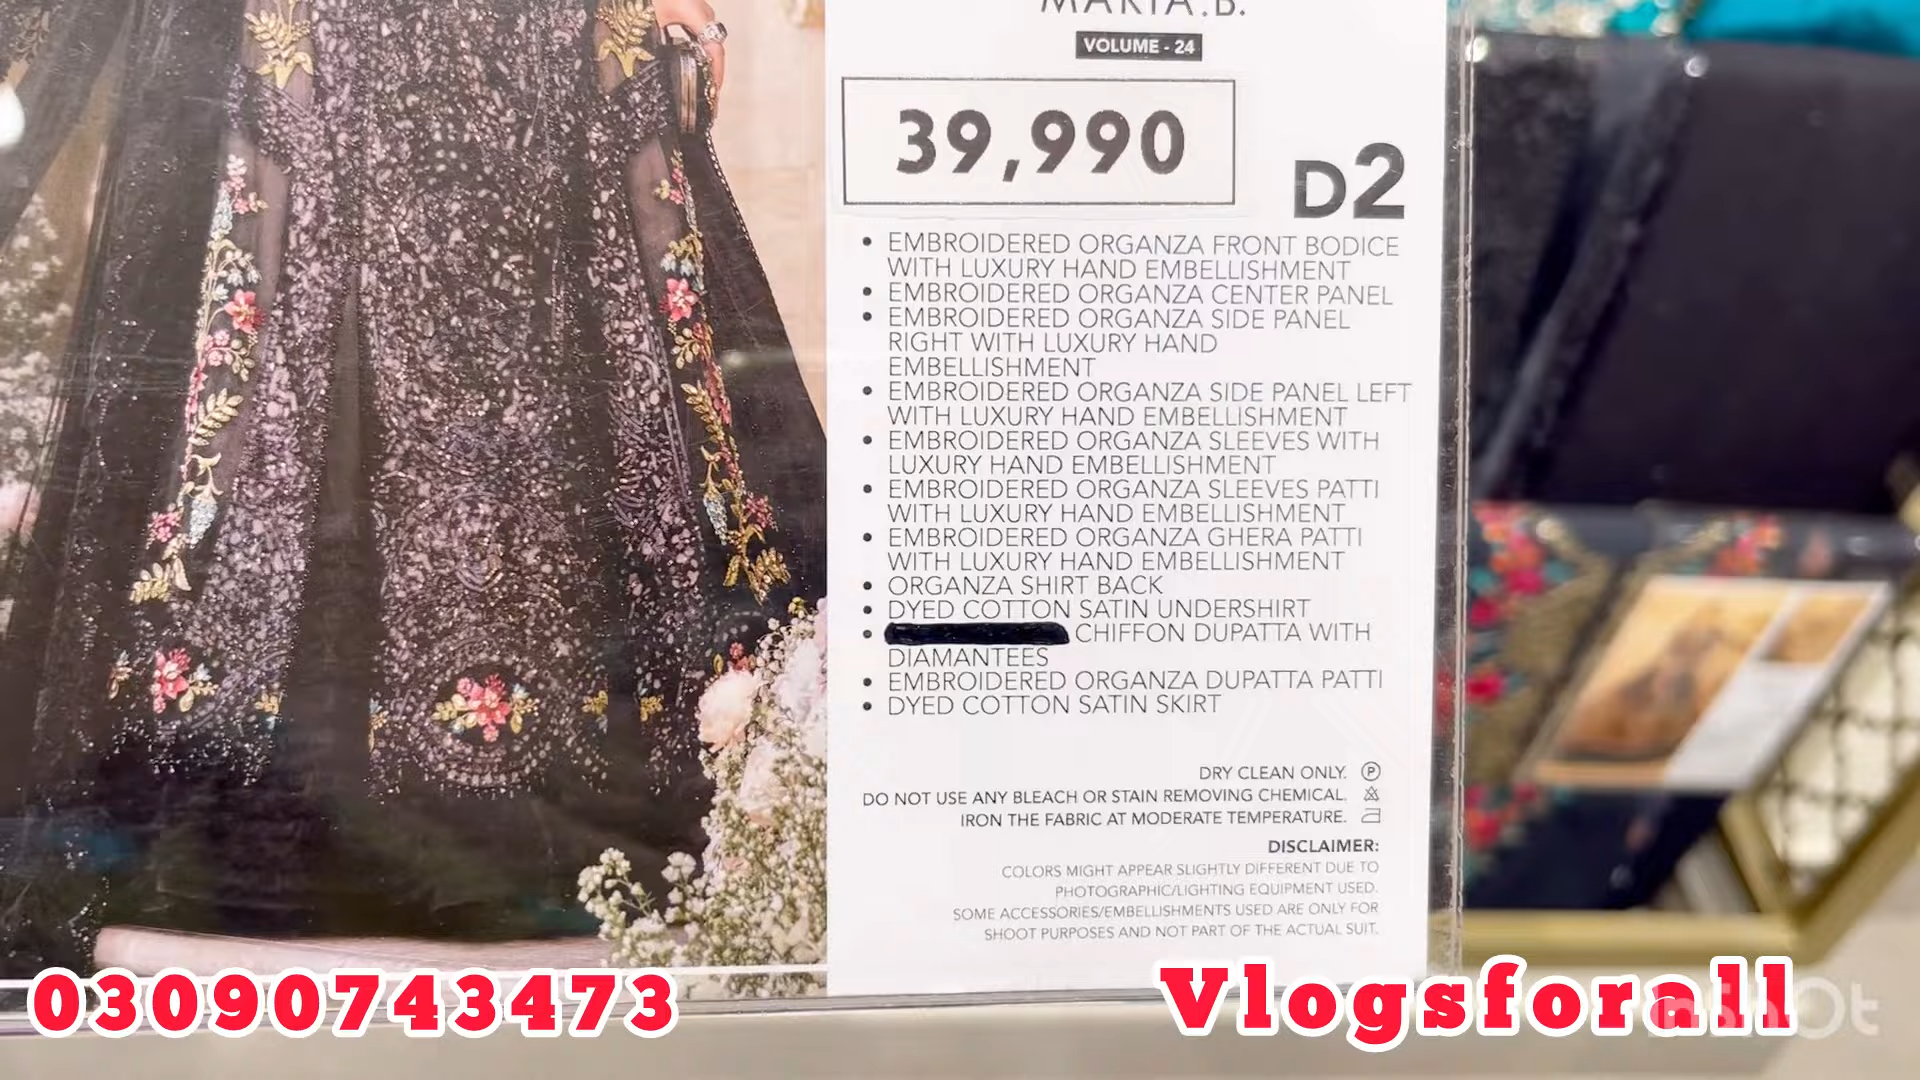 MARIA.B.
VOLUME - 24
39,990
D2
• EMBROIDERED ORGANZA FRONT BODICE
WITH LUXURY HAND EMBELLISHMENT
• EMBROIDERED ORGANZA CENTER PANEL
• EMBROIDERED ORGANZA SIDE PANEL
RIGHT WITH LUXURY HAND
EMBELLISHMENT
• EMBROIDERED ORGANZA SIDE PANEL LEFT
WITH LUXURY HAND EMBELLISHMENT
• EMBROIDERED ORGANZA SLEEVES WITH
LUXURY HAND EMBELLISHMENT
• EMBROIDERED ORGANZA SLEEVES PATTI
WITH LUXURY HAND EMBELLISHMENT
• EMBROIDERED ORGANZA GHERA PATTI
WITH LUXURY HAND EMBELLISHMENT
• ORGANZA SHIRT BACK
• DYED COTTON SATIN UNDERSHIRT
• CHIFFON DUPATTA WITH
DIAMANTEES
• EMBROIDERED ORGANZA DUPATTA PATTI
• DYED COTTON SATIN SKIRT
DRY CLEAN ONLY. P
DO NOT USE ANY BLEACH OR STAIN REMOVING CHEMICAL.
IRON THE FABRIC AT MODERATE TEMPERATURE.
DISCLAIMER:
COLORS MIGHT APPEAR SLIGHTLY DIFFERENT DUE TO
PHOTOGRAPHIC/LIGHTING EQUIPMENT USED.
SOME ACCESSORIES/EMBELLISHMENTS USED ARE ONLY FOR
SHOOT PURPOSES AND NOT PART OF THE ACTUAL SUIT.
03090743473
Vlogsforall
InShOt